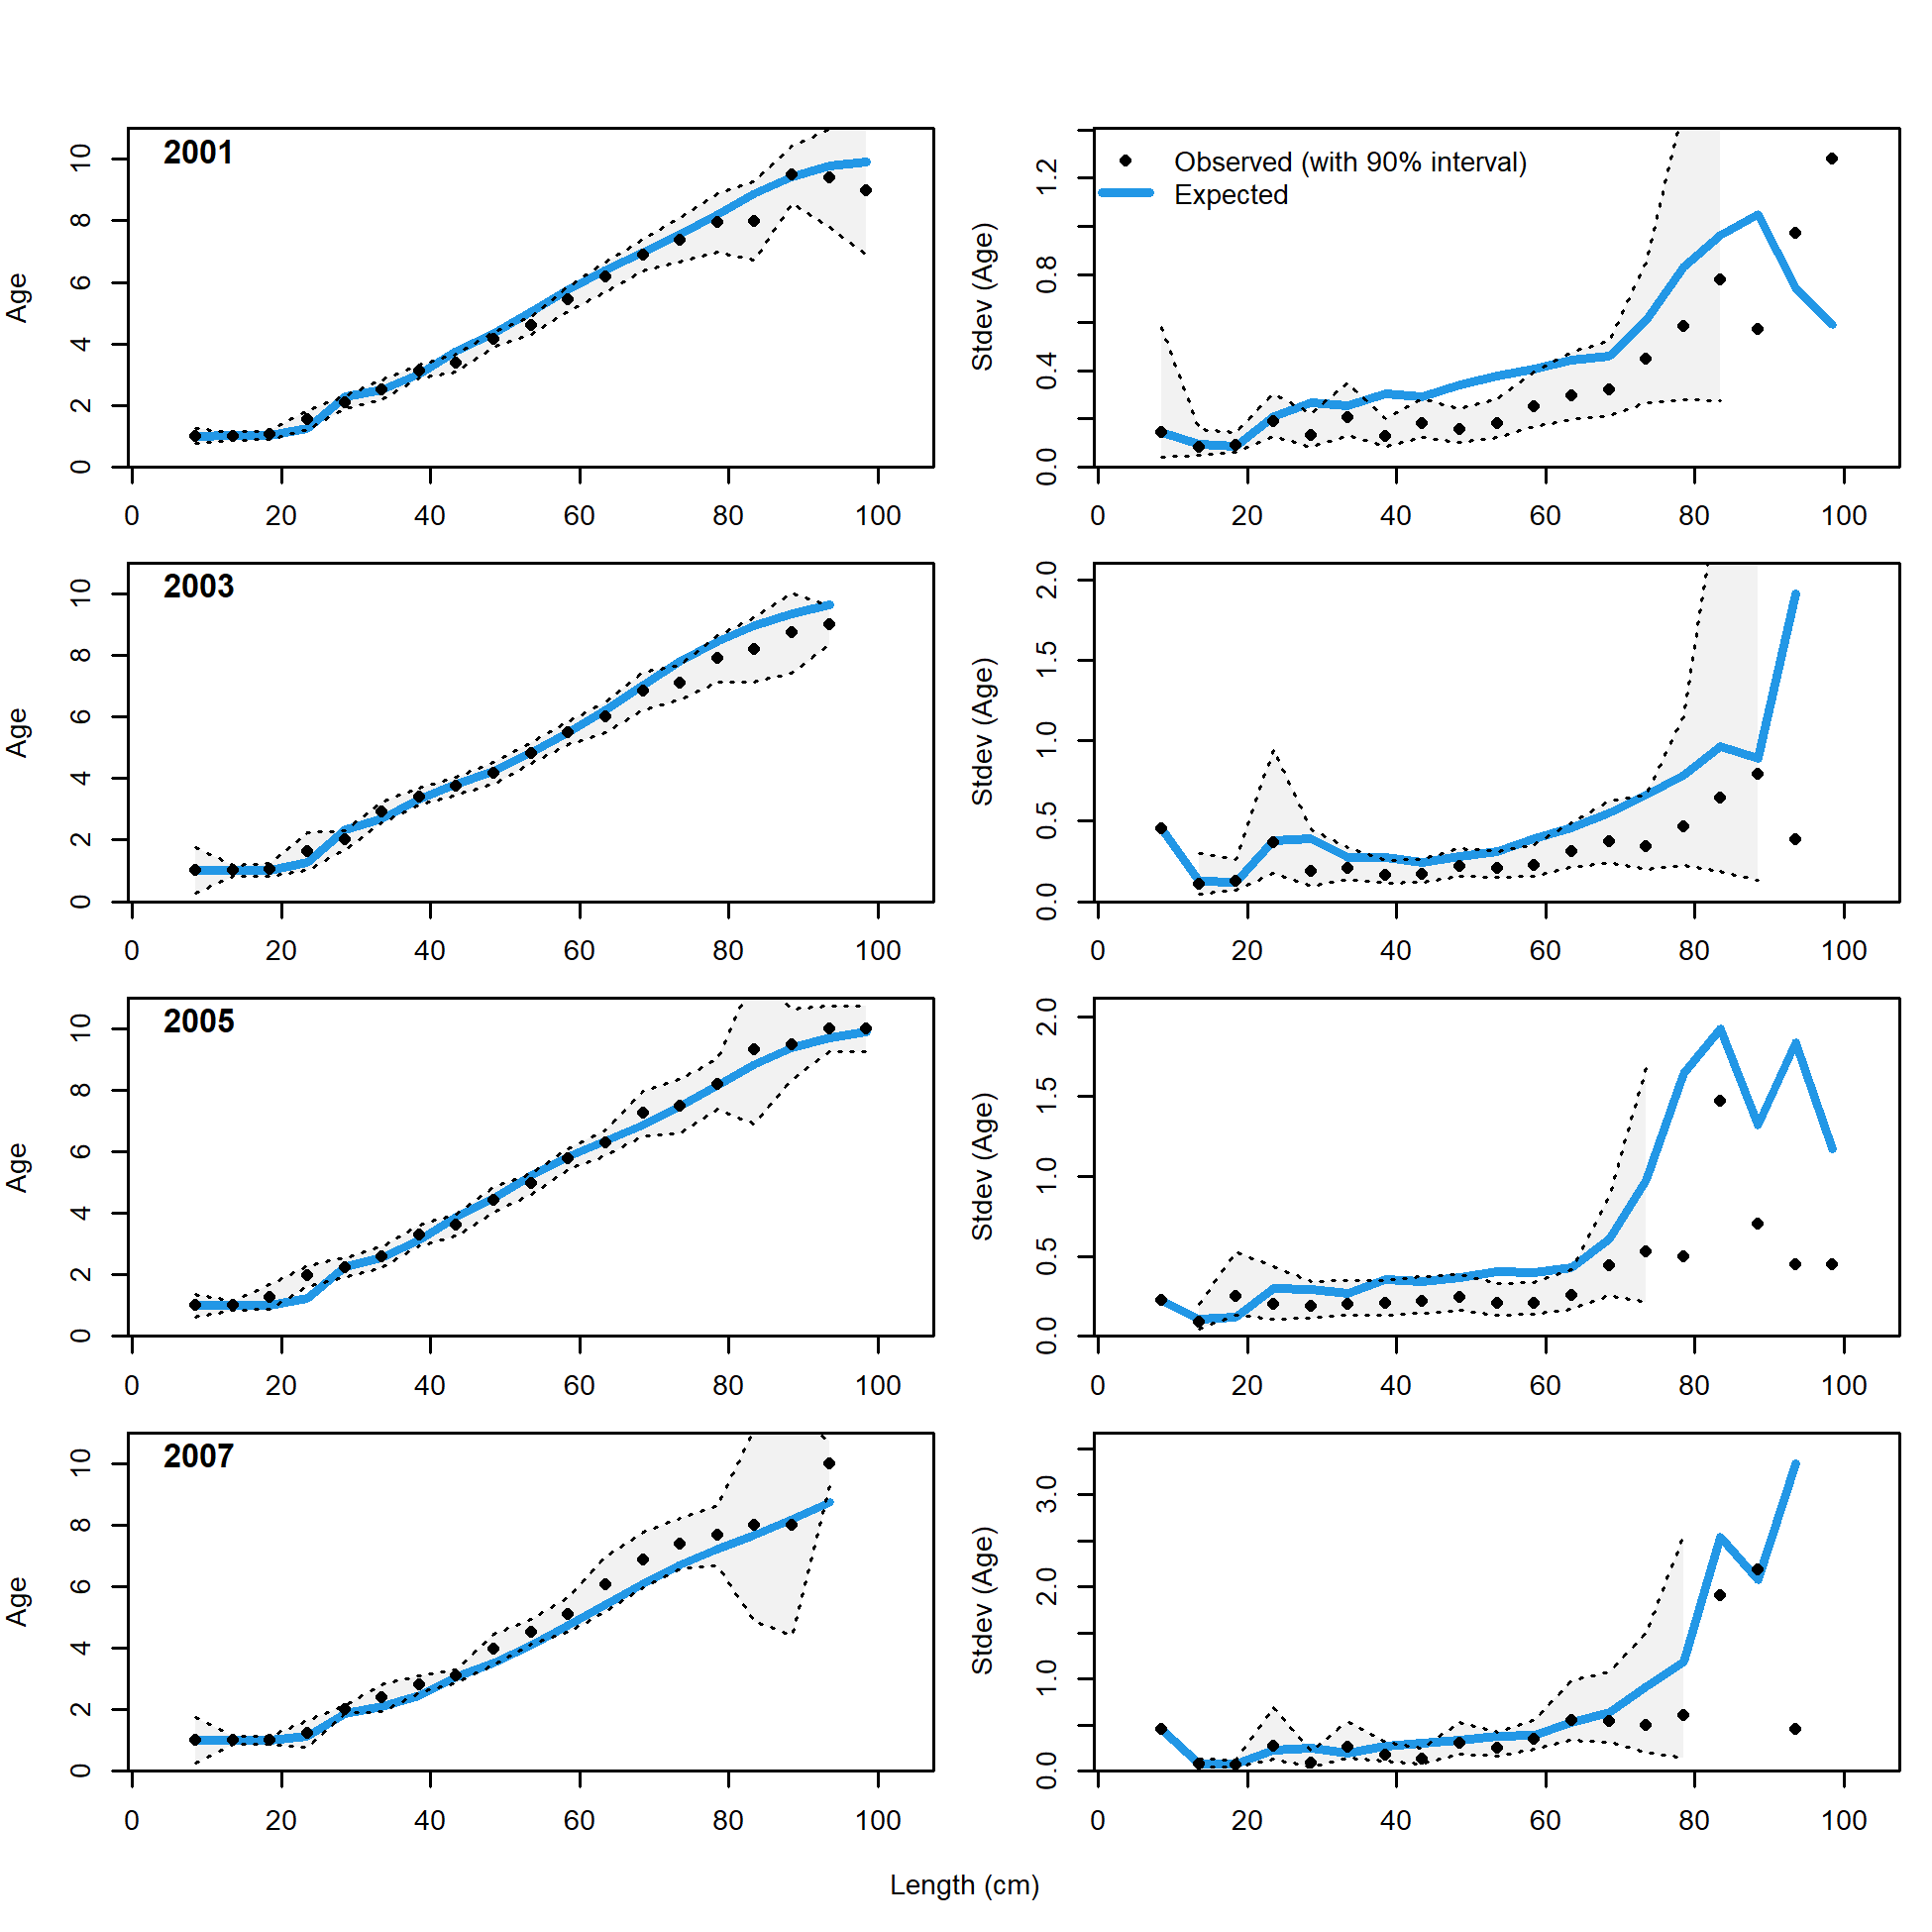 2001
Age
0 2 4 6 8 10
0 20 40 60 80 100
Observed (with 90% interval)
Expected
Stdev (Age)
0.0 0.4 0.8 1.2
0 20 40 60 80 100
2003
Age
0 2 4 6 8 10
0 20 40 60 80 100
Stdev (Age)
0.0 0.5 1.0 1.5 2.0
0 20 40 60 80 100
2005
Age
0 2 4 6 8 10
0 20 40 60 80 100
Stdev (Age)
0.0 0.5 1.0 1.5 2.0
0 20 40 60 80 100
2007
Age
0 2 4 6 8 10
0 20 40 60 80 100
Stdev (Age)
0.0 1.0 2.0 3.0
0 20 40 60 80 100
Length (cm)